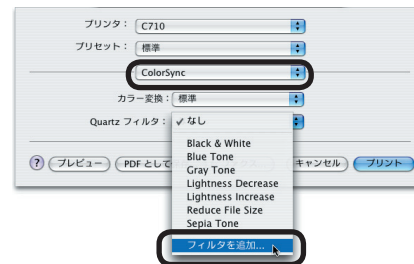 プリンタ： C710
プリセット： 標準
ColorSync
カラー変換： 標準
Quartz フィルタ： ✓ なし
Black & White
Blue Tone
Gray Tone
Lightness Decrease
Lightness Increase
Reduce File Size
Sepia Tone
フィルタを追加...
? プレビュー PDF として キャンセル プリント